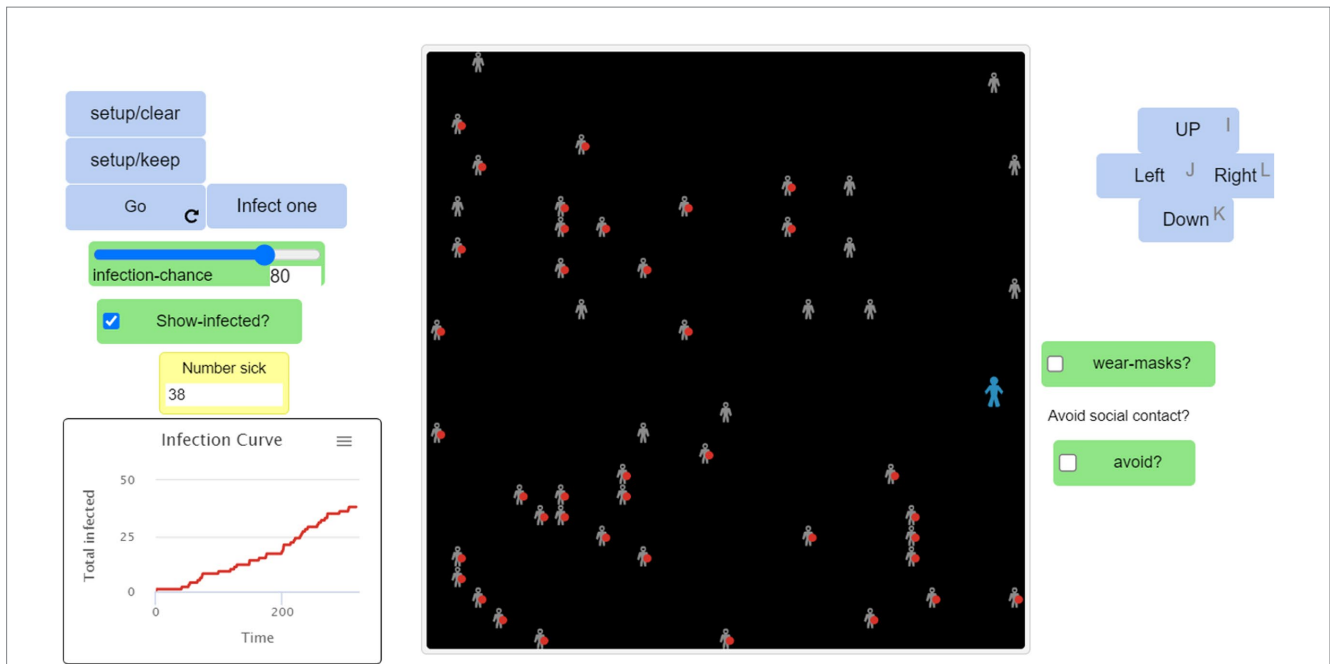 setup/clear
setup/keep
Go
Infect one
infection-chance 80
Show-infected?
Number sick
38
Infection Curve
Total infected
50
25
0
0 200
Time
UP I
Left J Right L
Down K
wear-masks?
Avoid social contact?
avoid?